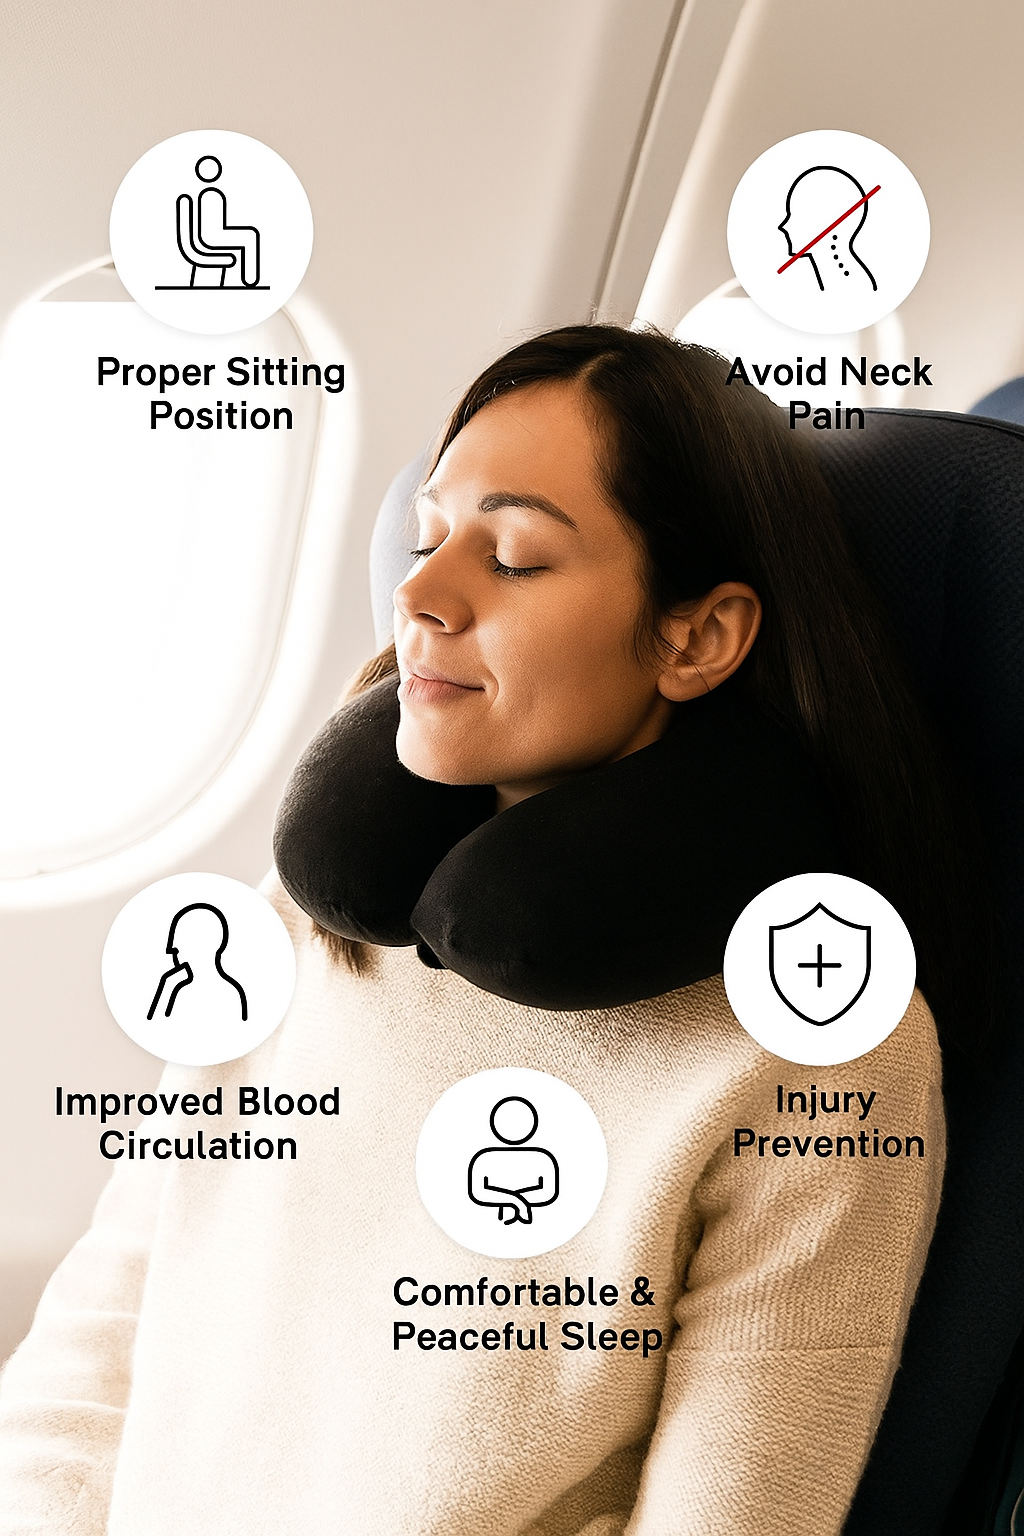 Proper Sitting
Position
Avoid Neck
Pain
Improved Blood
Circulation
Injury
Prevention
Comfortable &
Peaceful Sleep